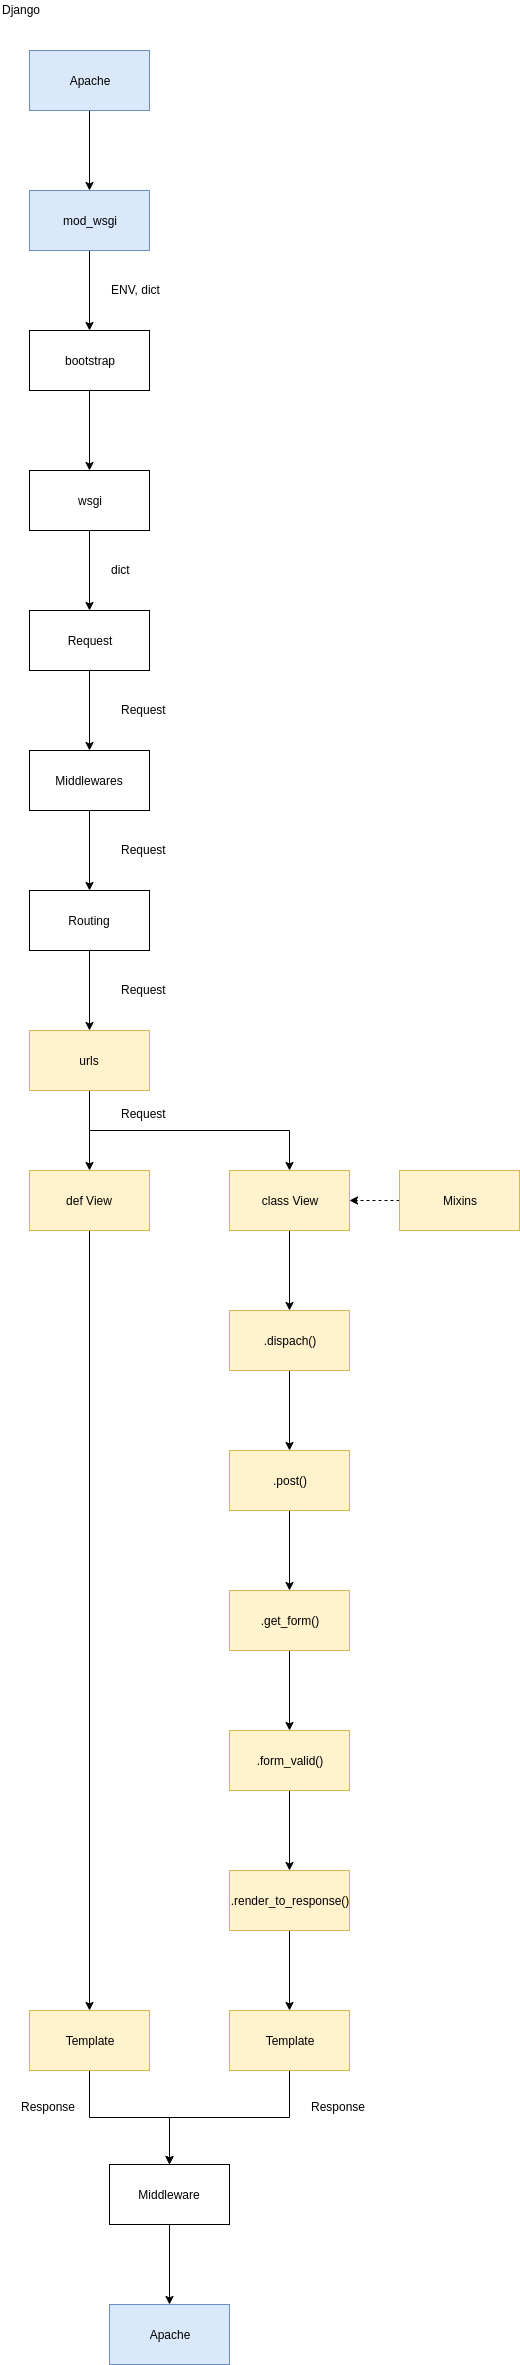 Django
Apache
mod_wsgi
ENV, dict
bootstrap
wsgi
dict
Request
Request
Middlewares
Request
Routing
Request
urls
Request
def View
class View
Mixins
.dispach()
.post()
.get_form()
.form_valid()
.render_to_response()
Template
Template
Response
Response
Middleware
Apache